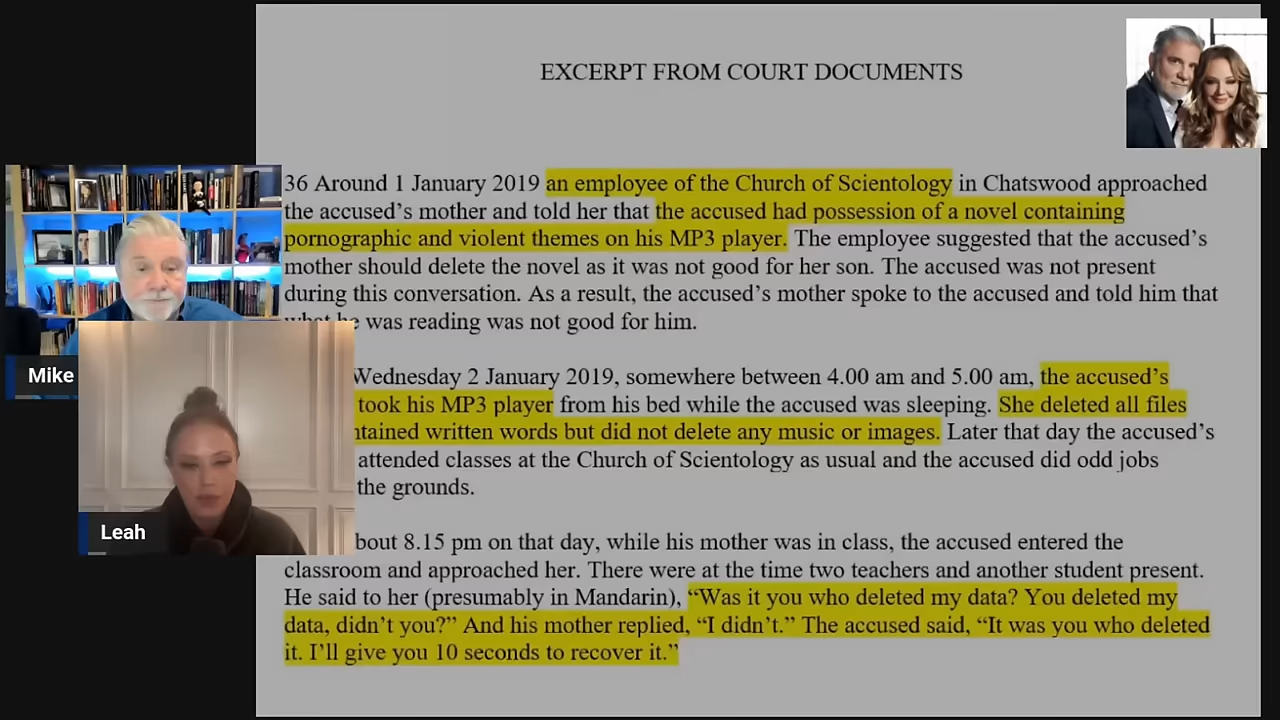 EXCERPT FROM COURT DOCUMENTS
36 Around 1 January 2019 an employee of the Church of Scientology in Chatswood approached
the accused’s mother and told her that the accused had possession of a novel containing
pornographic and violent themes on his MP3 player. The employee suggested that the accused’s
mother should delete the novel as it was not good for her son. The accused was not present
during this conversation. As a result, the accused’s mother spoke to the accused and told him that
was reading was not good for him.
Wednesday 2 January 2019, somewhere between 4.00 am and 5.00 am, the accused’s
took his MP3 player from his bed while the accused was sleeping. She deleted all files
written words but did not delete any music or images. Later that day the accused’s
attended classes at the Church of Scientology as usual and the accused did odd jobs
the grounds.
8.15 pm on that day, while his mother was in class, the accused entered the
classroom and approached her. There were at the time two teachers and another student present.
He said to her (presumably in Mandarin), “Was it you who deleted my data? You deleted my
data, didn’t you?” And his mother replied, “I didn’t.” The accused said, “It was you who deleted
it. I’ll give you 10 seconds to recover it.”
Mike
Leah